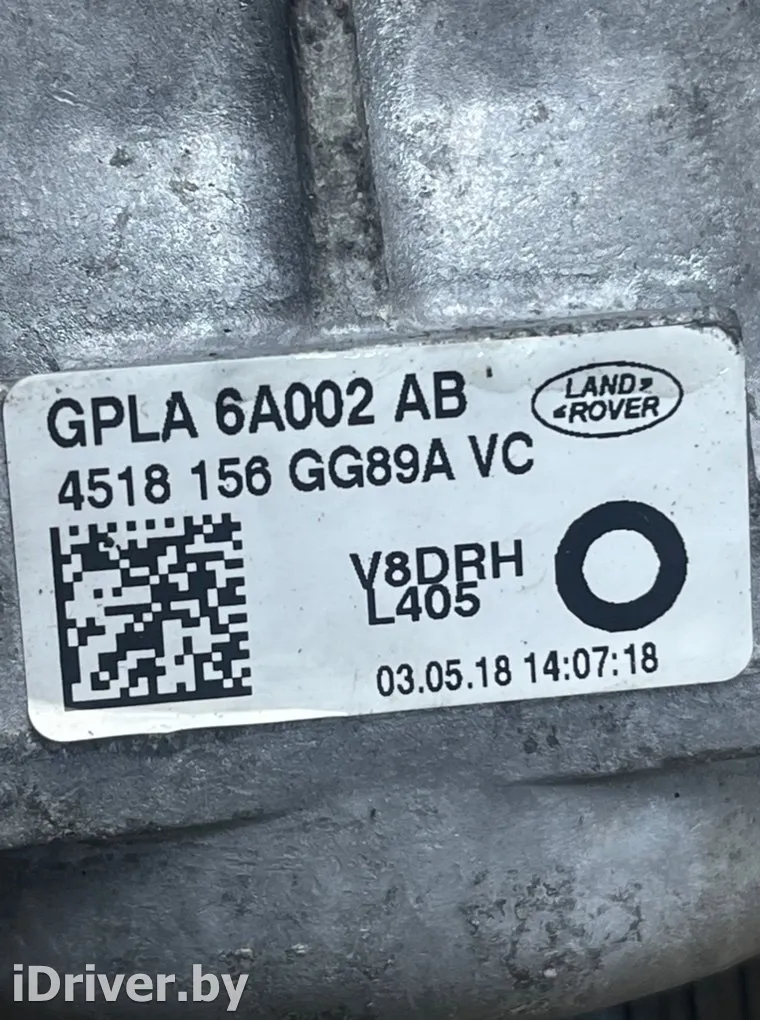 GPLA 6A002 AB
LAND
ROVER
4518 156 GG89A VC
V8DRH
L405
03.05.18 14:07:18
iDriver.by